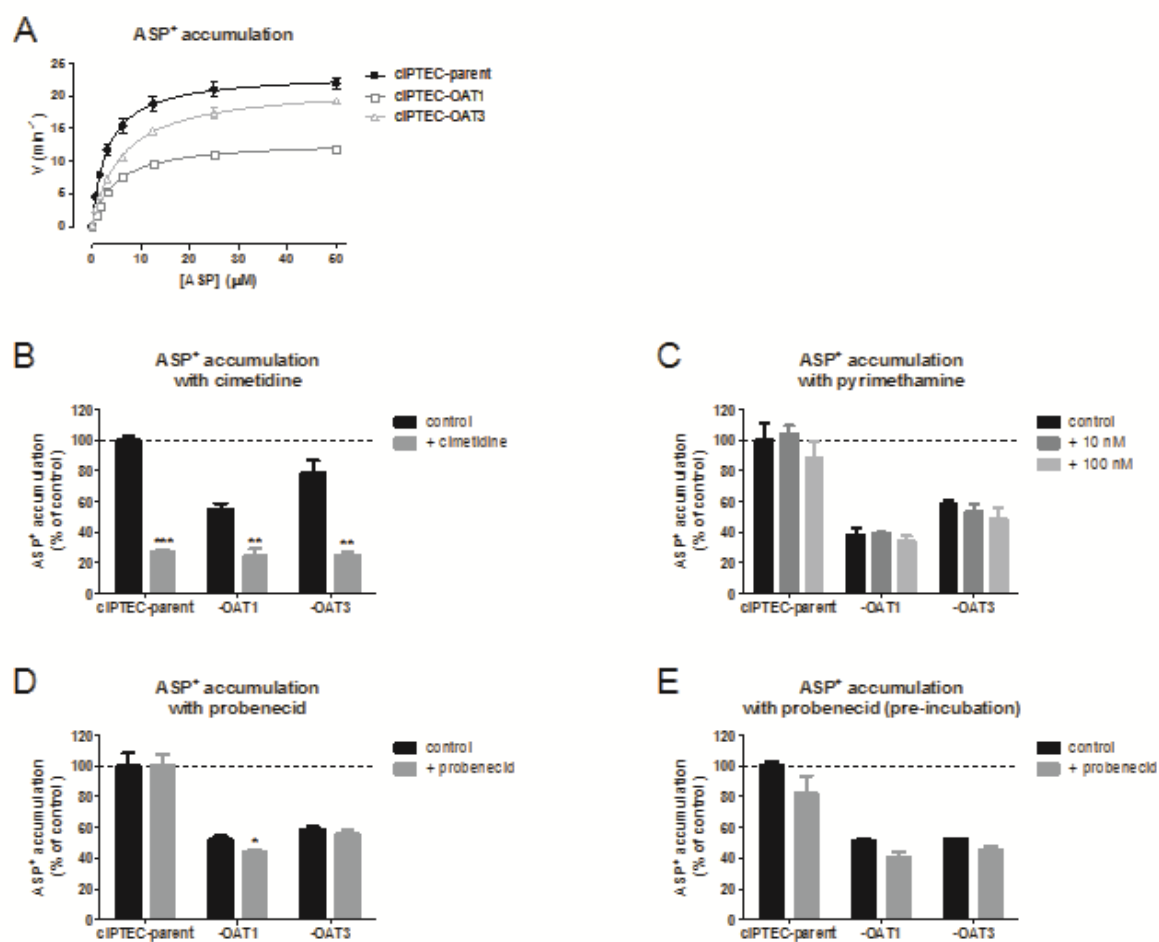 A
ASP⁺ accumulation
25
20
15
10
5
0
V (min⁻¹)
0 10 20 30 40 50
[ASP] (µM)
ciPTEC-parent
ciPTEC-OAT1
ciPTEC-OAT3
B
ASP⁺ accumulation
with cimetidine
120
100
80
60
40
20
0
ASP⁺ accumulation
(% of control)
***
**
**
ciPTEC-parent -OAT1 -OAT3
control
+ cimetidine
C
ASP⁺ accumulation
with pyrimethamine
120
100
80
60
40
20
0
ASP⁺ accumulation
(% of control)
ciPTEC-parent -OAT1 -OAT3
control
+ 10 nM
+ 100 nM
D
ASP⁺ accumulation
with probenecid
120
100
80
60
40
20
0
ASP⁺ accumulation
(% of control)
*
ciPTEC-parent -OAT1 -OAT3
control
+ probenecid
E
ASP⁺ accumulation
with probenecid (pre-incubation)
120
100
80
60
40
20
0
ASP⁺ accumulation
(% of control)
ciPTEC-parent -OAT1 -OAT3
control
+ probenecid